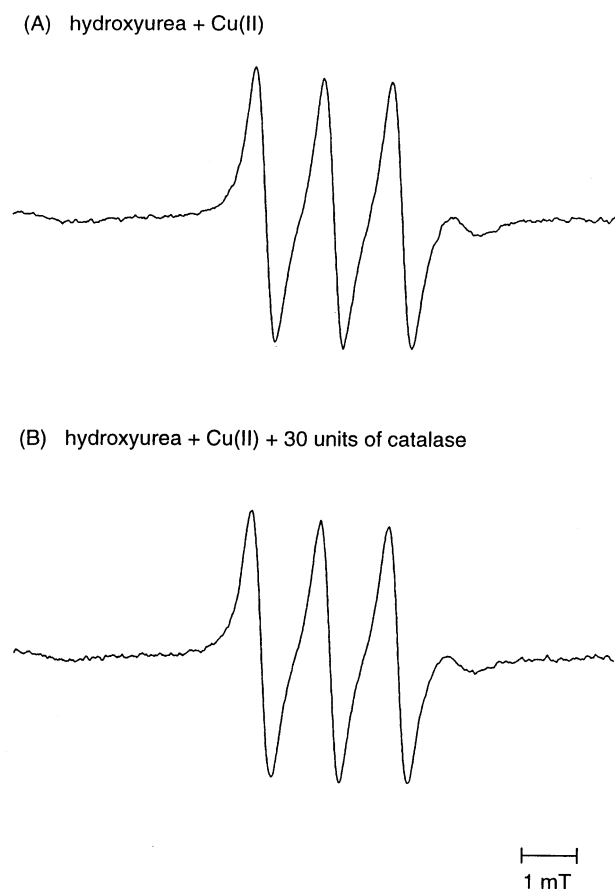 (A) hydroxyurea + Cu(II)
(B) hydroxyurea + Cu(II) + 30 units of catalase
1 mT